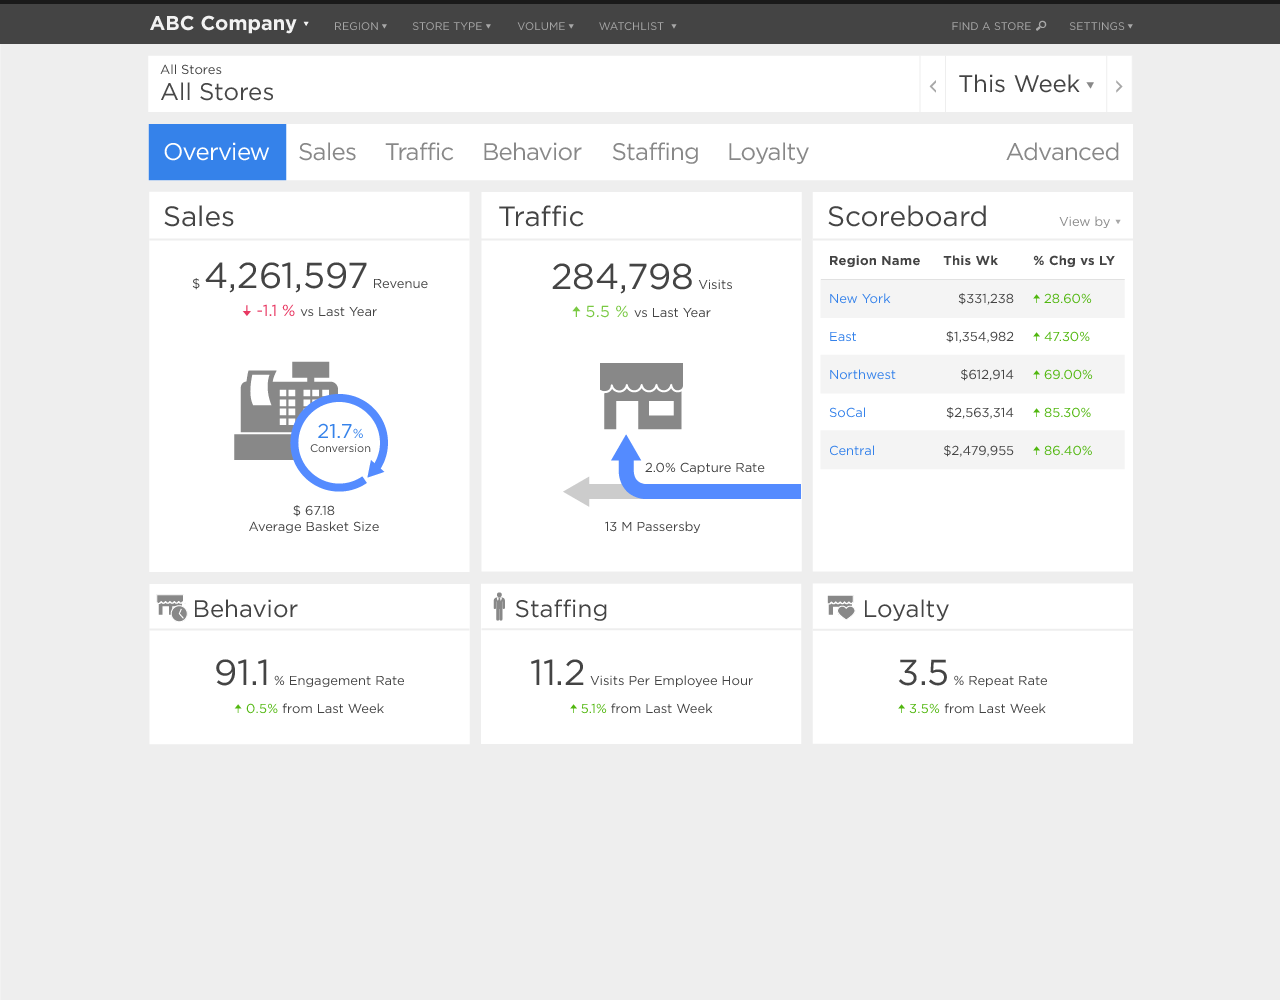 ABC Company REGION STORE TYPE VOLUME WATCHLIST FIND A STORE SETTINGS
All Stores
All Stores
This Week
Overview Sales Traffic Behavior Staffing Loyalty Advanced
Sales
$ 4,261,597 Revenue
-1.1 % vs Last Year
21.7%
Conversion
$ 67.18
Average Basket Size
Traffic
284,798 Visits
5.5 % vs Last Year
2.0% Capture Rate
13 M Passersby
Scoreboard View by
Region Name This Wk % Chg vs LY
New York $331,238 28.60%
East $1,354,982 47.30%
Northwest $612,914 69.00%
SoCal $2,563,314 85.30%
Central $2,479,955 86.40%
Behavior
91.1 % Engagement Rate
0.5% from Last Week
Staffing
11.2 Visits Per Employee Hour
5.1% from Last Week
Loyalty
3.5 % Repeat Rate
3.5% from Last Week